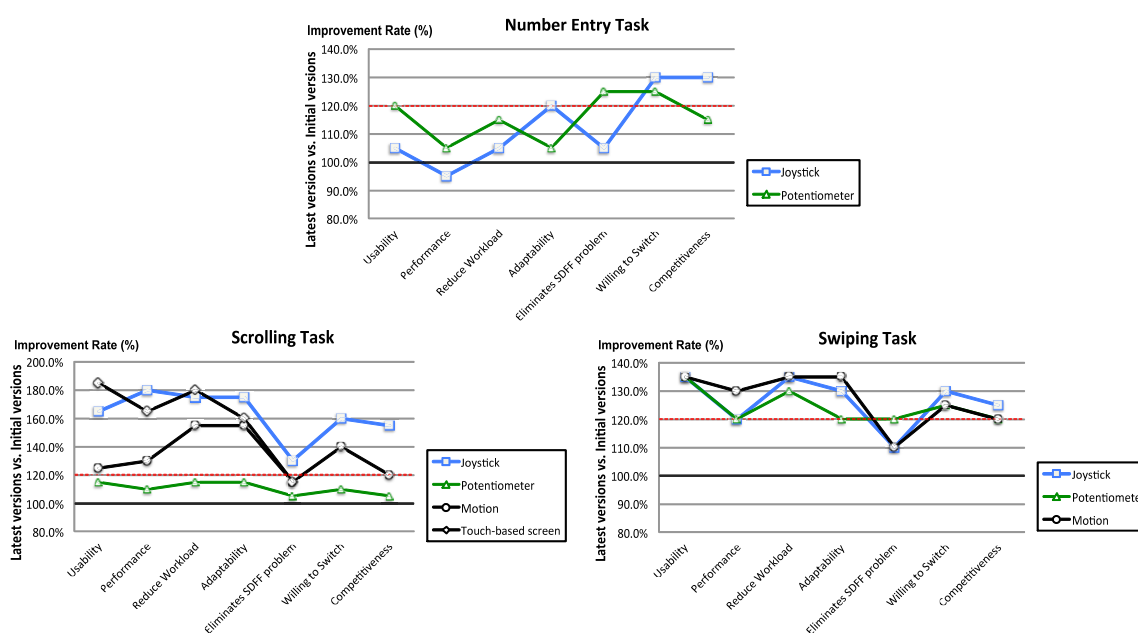 Number Entry Task
Improvement Rate (%)
Latest versions vs. Initial versions
140.0%
130.0%
120.0%
110.0%
100.0%
90.0%
80.0%
Usability
Performance
Reduce Workload
Adaptability
Eliminates SDFF problem
Willing to Switch
Competitiveness
Joystick
Potentiometer
Scrolling Task
Improvement Rate (%)
Latest versions vs. Initial versions
200.0%
180.0%
160.0%
140.0%
120.0%
100.0%
80.0%
Usability
Performance
Reduce Workload
Adaptability
Eliminates SDFF problem
Willing to Switch
Competitiveness
Joystick
Potentiometer
Motion
Touch-based screen
Swiping Task
Improvement Rate (%)
Latest versions vs. Initial versions
140.0%
130.0%
120.0%
110.0%
100.0%
90.0%
80.0%
Usability
Performance
Reduce Workload
Adaptability
Eliminates SDFF problem
Willing to Switch
Competitiveness
Joystick
Potentiomete
Motion